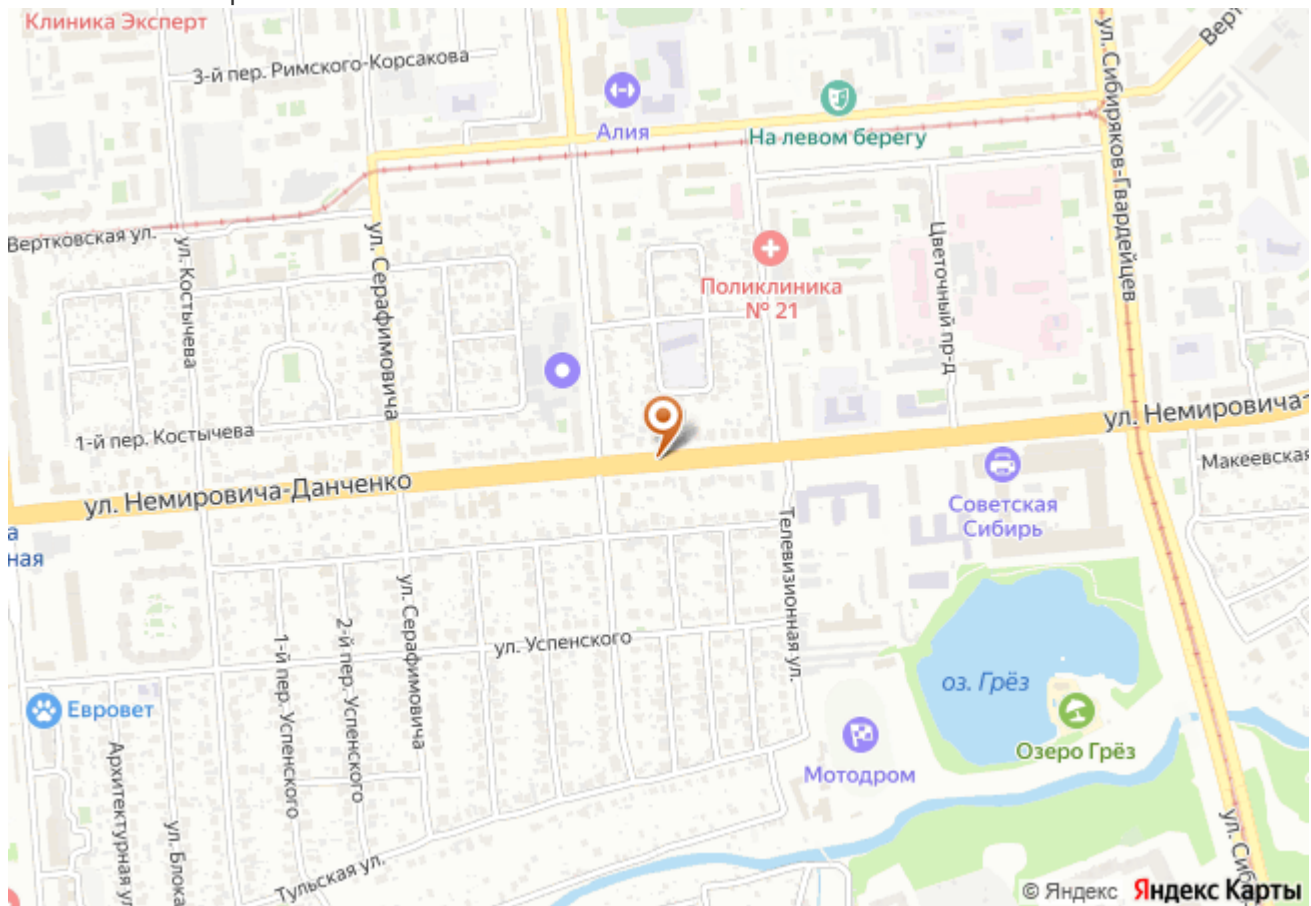 Клиника Эксперт
3-й пер. Римского-Корсакова
Алия
На левом берегу
ул. Сибиряков-Гвардейцев
Верт
Вертковская ул.
ул. Костычева
ул. Серафимовича
Поликлиника
№ 21
Цветочный пр-д
1-й пер. Костычева
ул. Немировича-Данченко
ул. Немировича-
Макеевская
Советская
Сибирь
а
ная
Телевизионная ул.
ул. Серафимовича
1-й пер. Успенского
2-й пер. Успенского
ул. Успенского
оз. Грёз
Озеро Грёз
Евровет
Мотодром
Архитектурная ул
ул. Блока
Тульская ул.
ул. Сиб
© Яндекс Яндекс Карты